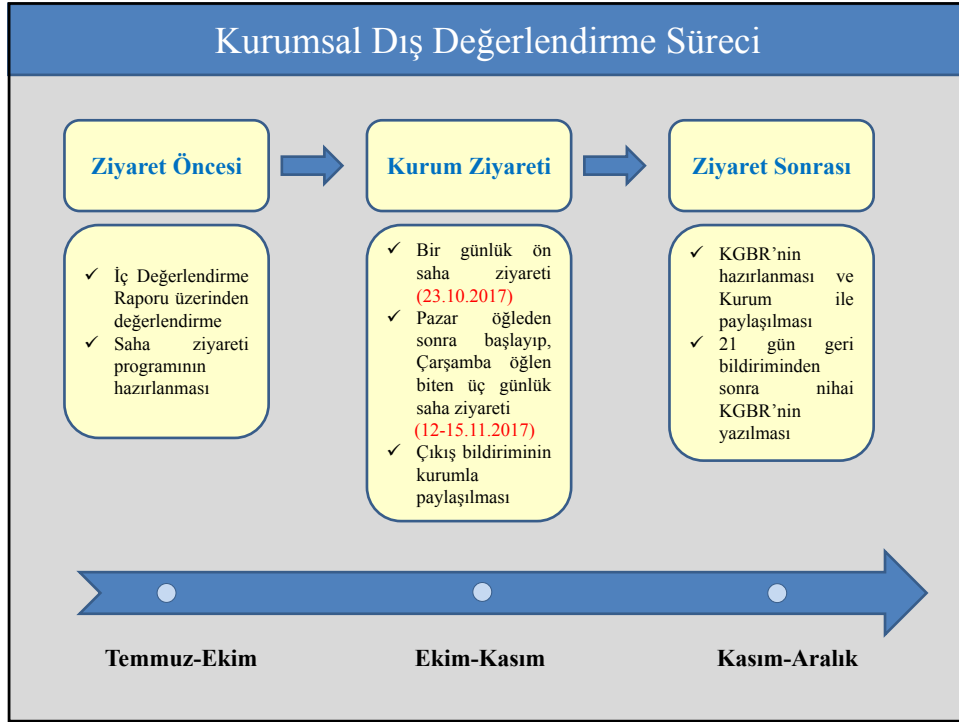 Kurumsal Dış Değerlendirme Süreci
Ziyaret Öncesi
✓ İç Değerlendirme
Raporu üzerinden
değerlendirme
✓ Saha ziyareti
programının
hazırlanması
Kurum Ziyareti
✓ Bir günlük ön
saha ziyareti
(23.10.2017)
✓ Pazar öğleden
sonra başlayıp,
Çarşamba öğlen
biten üç günlük
saha ziyareti
(12-15.11.2017)
✓ Çıkış bildiriminin
kurumla
paylaşılması
Ziyaret Sonrası
✓ KGBR’nin
hazırlanması ve
Kurum ile
paylaşılması
✓ 21 gün geri
bildiriminden
sonra nihai
KGBR’nin
yazılması
Temmuz-Ekim
Ekim-Kasım
Kasım-Aralık